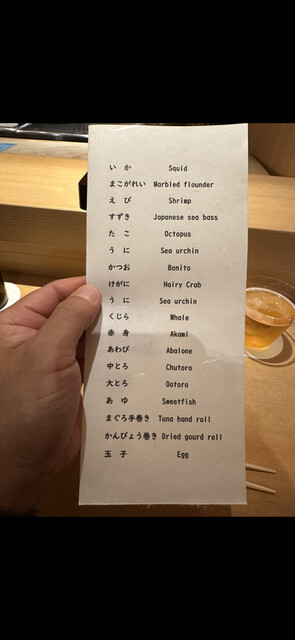 いか Squid
まこがれい Marbled flounder
えび Shrimp
すずき Japanese sea bass
たこ Octopus
うに Sea urchin
かつお Bonito
けがに Hairy Crab
うに Sea urchin
くじら Whale
赤身 Akami
あわび Abalone
中とろ Chutoro
大とろ Ootoro
あゆ Sweetfish
まぐろ手巻き Tuna hand roll
かんぴょう巻き Dried gourd roll
玉子 Egg